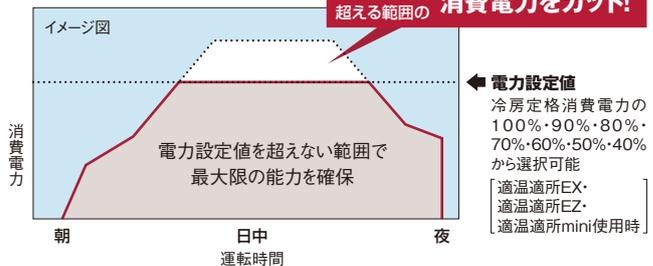 超える範囲の 消費電力をカット!
イメージ図
電力設定値
冷房定格消費電力の
100%・90%・80%・
70%・60%・50%・40%
から選択可能
適温適所EX・
適温適所EZ・
適温適所mini使用時
消費電力
電力設定値を超えない範囲で
最大限の能力を確保
朝 日中 夜
運転時間